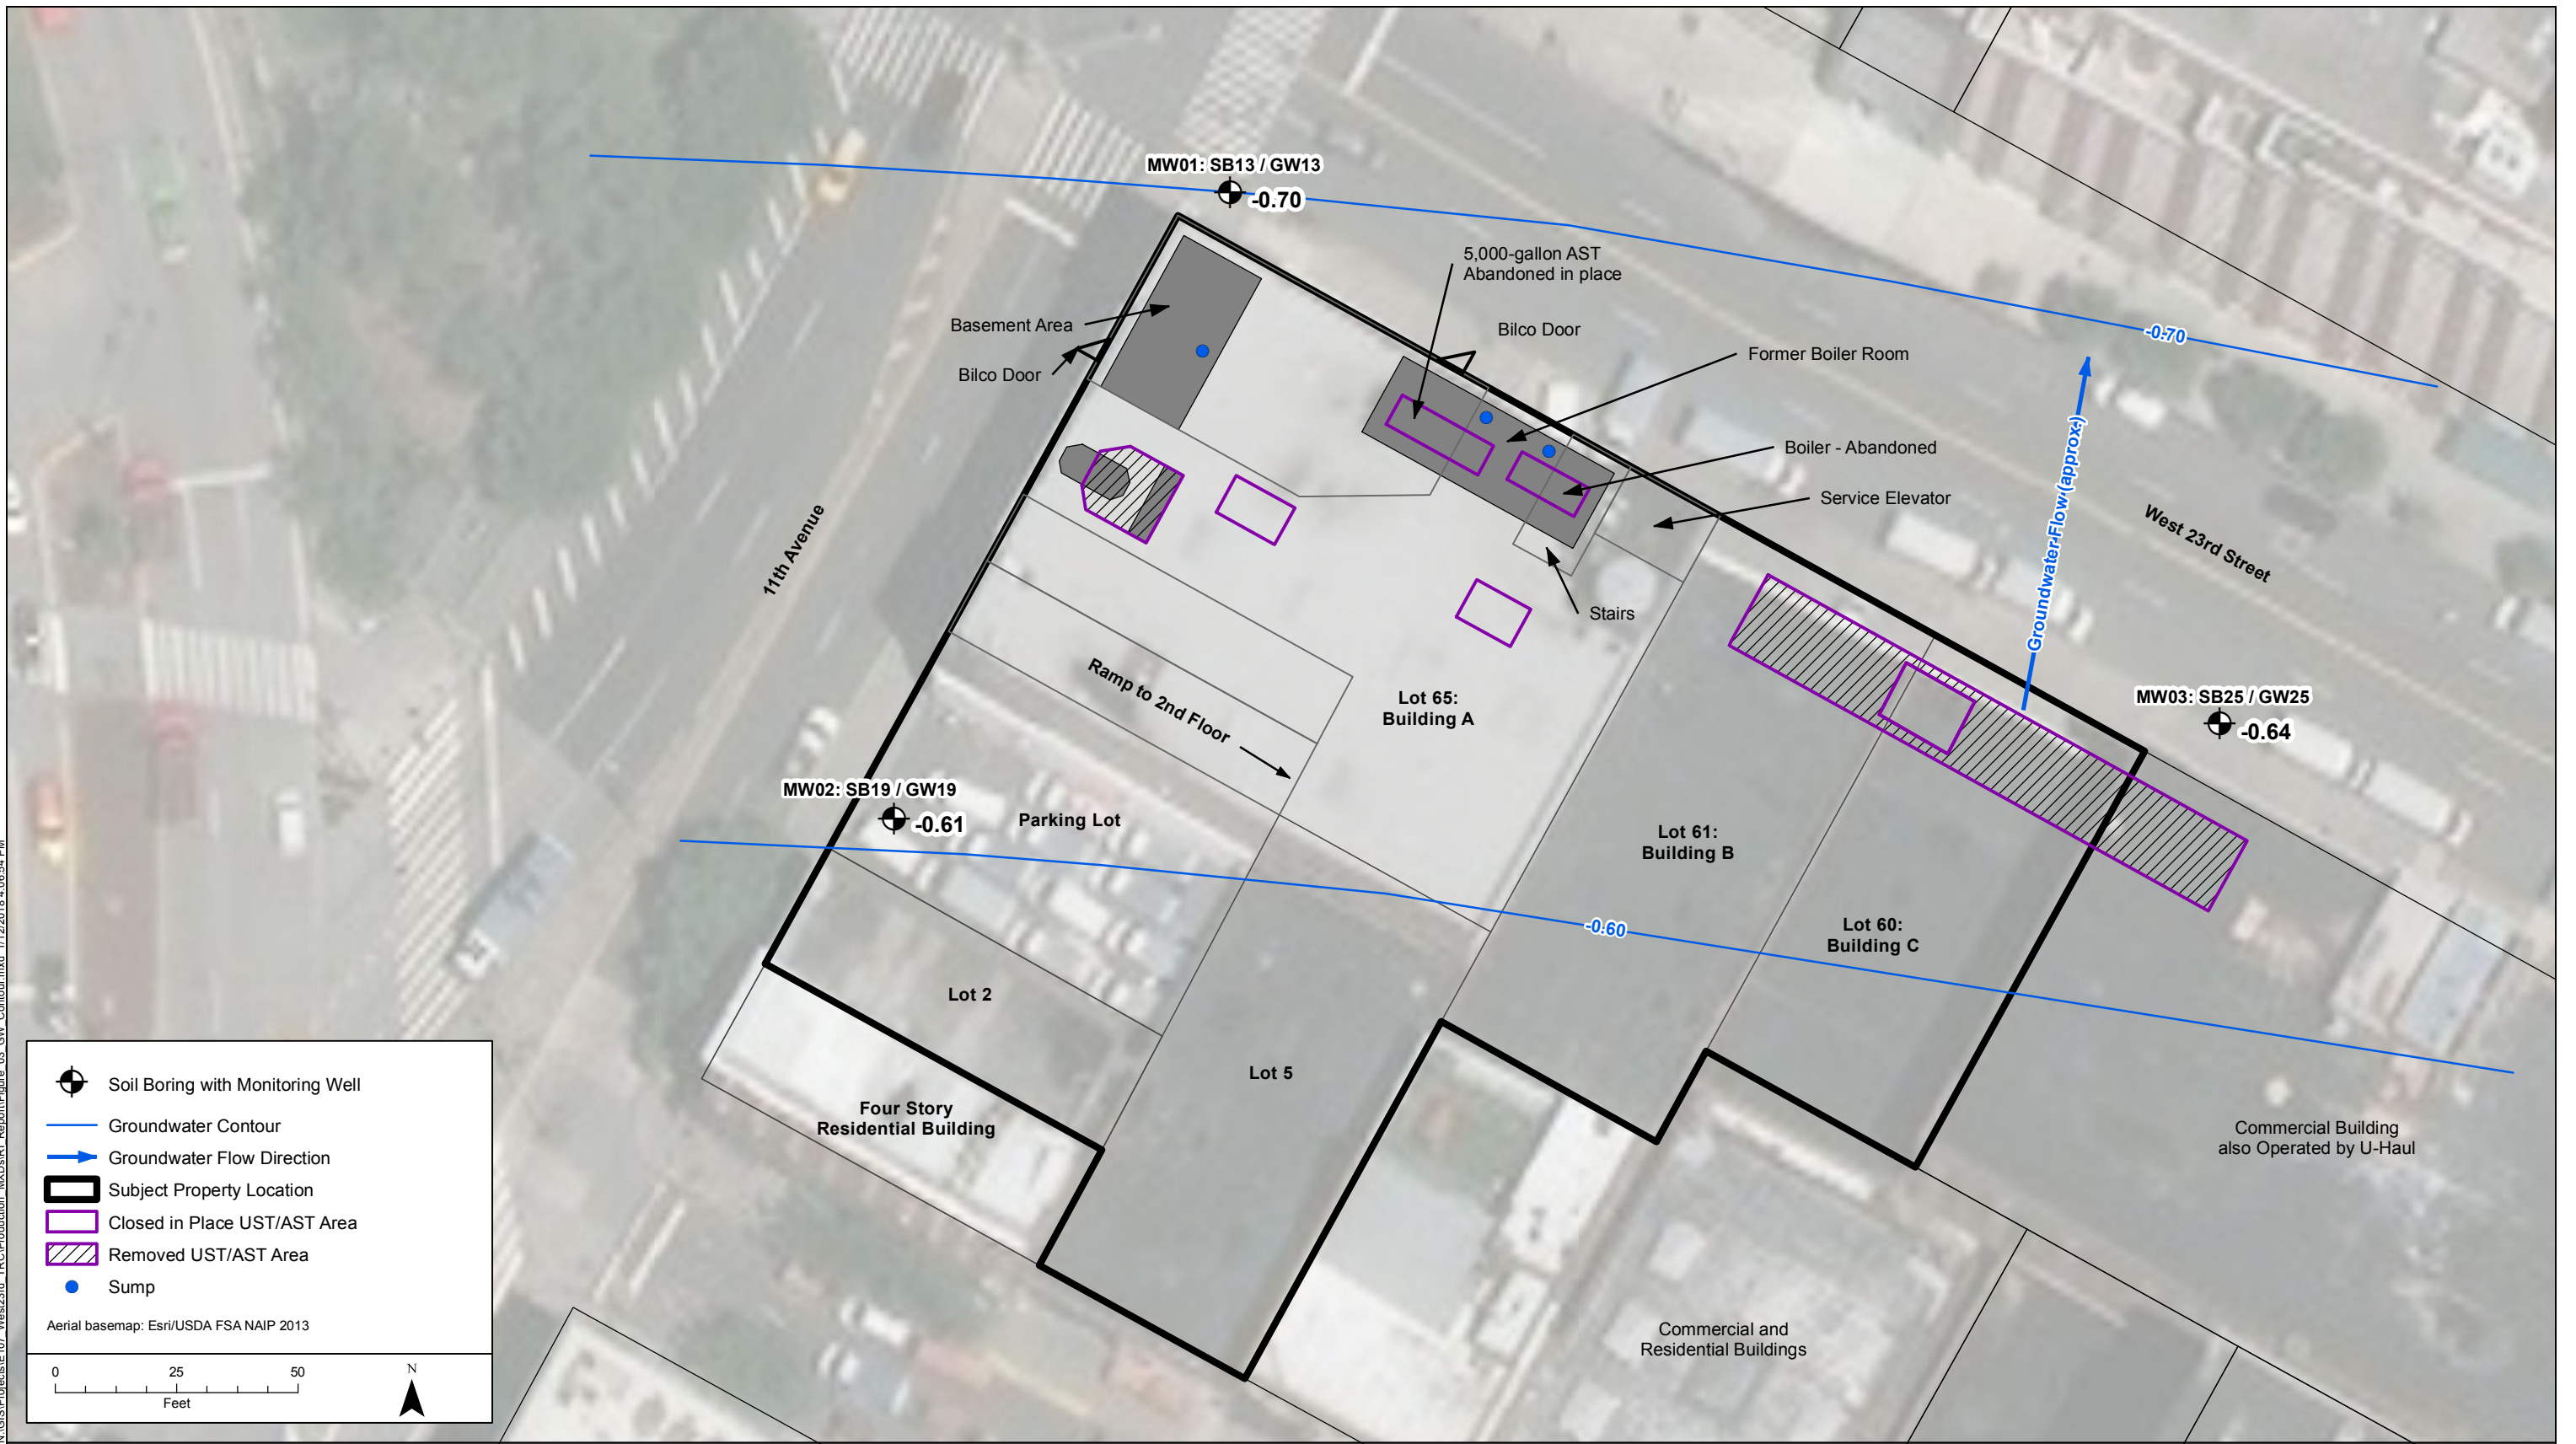 MW01: SB13 / GW13
-0.70
5,000-gallon AST
Abandoned in place
Basement Area
Bilco Door
Bilco Door
Former Boiler Room
-0.70
Boiler - Abandoned
Service Elevator
Groundwater Flow (approx.)
West 23rd Street
11th Avenue
Stairs
Ramp to 2nd Floor
Lot 65:
Building A
MW03: SB25 / GW25
-0.64
MW02: SB19 / GW19
-0.61
Parking Lot
Lot 61:
Building B
-0.60
Lot 60:
Building C
Lot 2
Lot 5
Four Story
Residential Building
Commercial Building
also Operated by U-Haul
Commercial and
Residential Buildings
Soil Boring with Monitoring Well
Groundwater Contour
Groundwater Flow Direction
Subject Property Location
Closed in Place UST/AST Area
Removed UST/AST Area
Sump
Aerial basemap: Esri/USDA FSA NAIP 2013
0 25 50
Feet
N